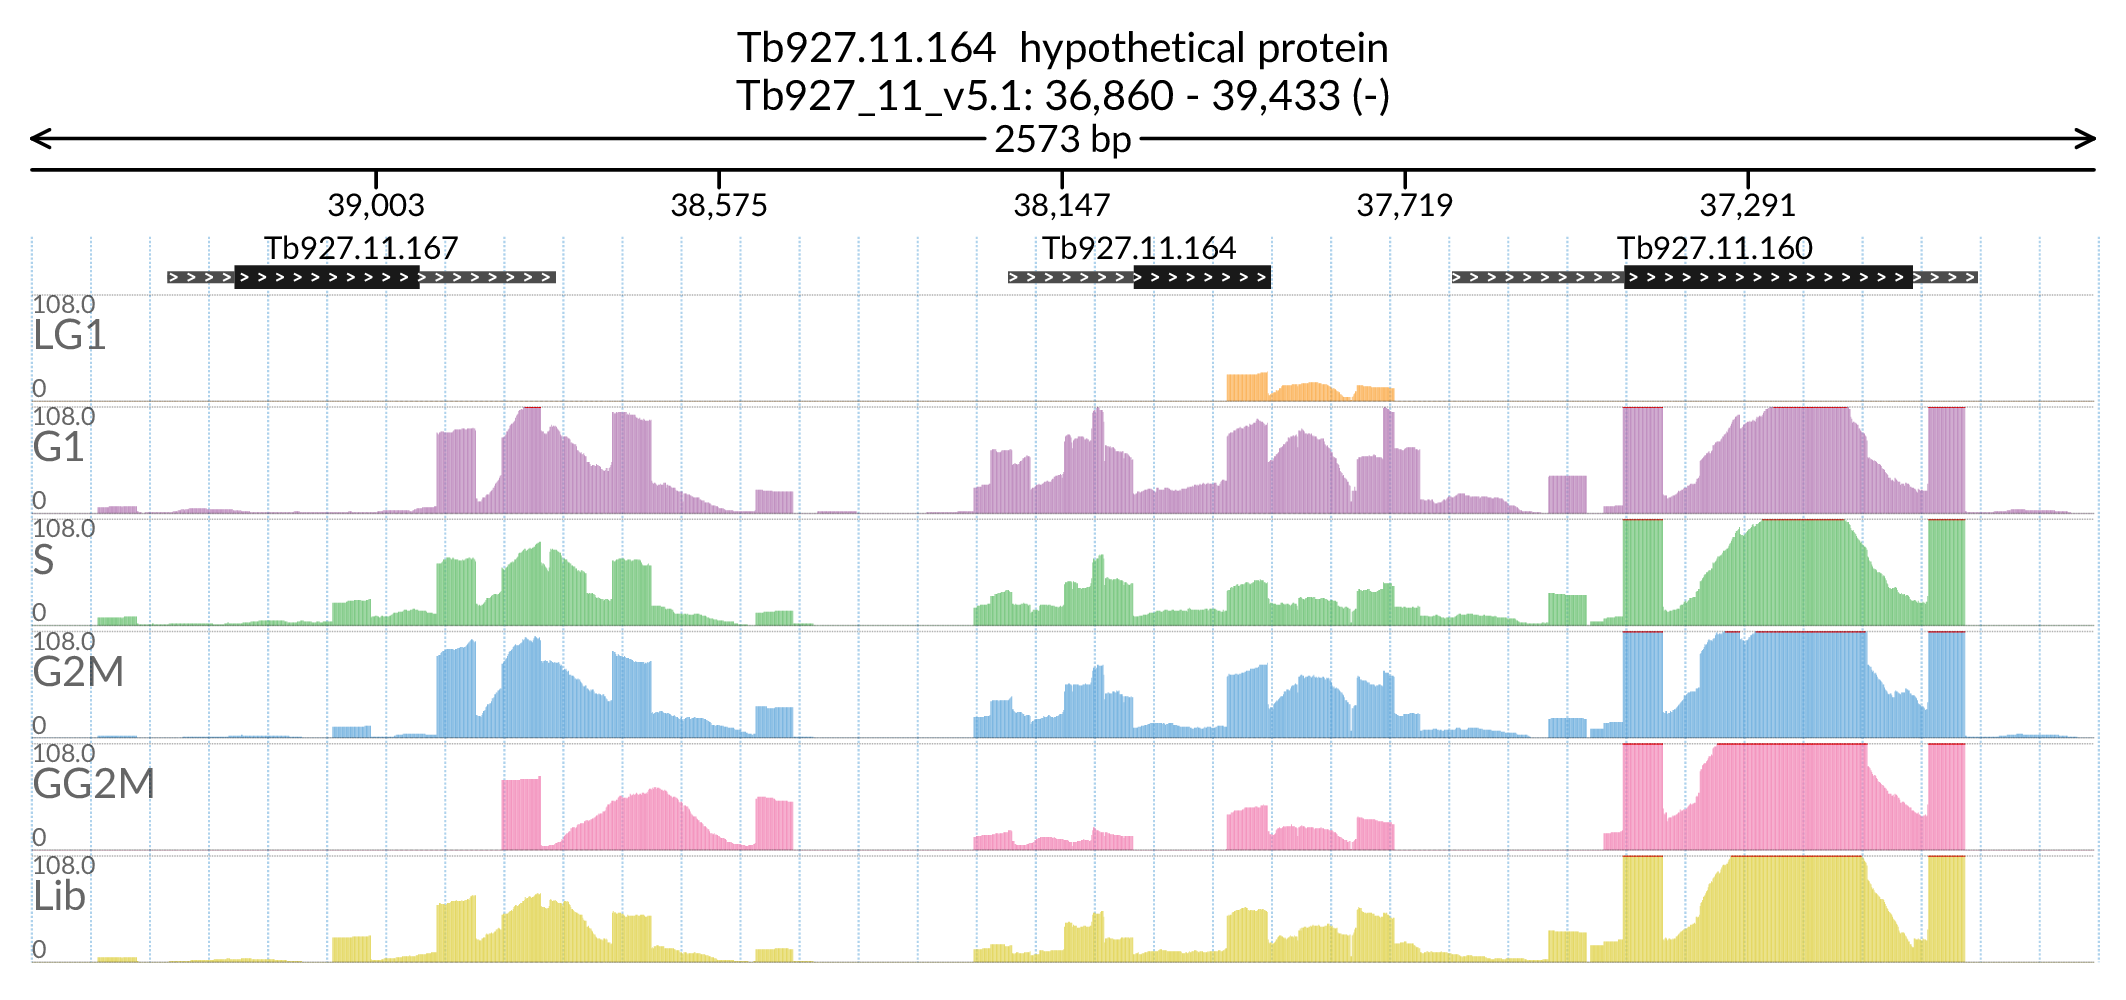 Tb927.11.164  hypothetical protein
Tb927_11_v5.1: 36,860 - 39,433 (-)
2573 bp
39,003 38,575 38,147 37,719 37,291
Tb927.11.167 Tb927.11.164 Tb927.11.160
108.0
LG1
0
108.0
G1
0
108.0
S
0
108.0
G2M
0
108.0
GG2M
0
108.0
Lib
0